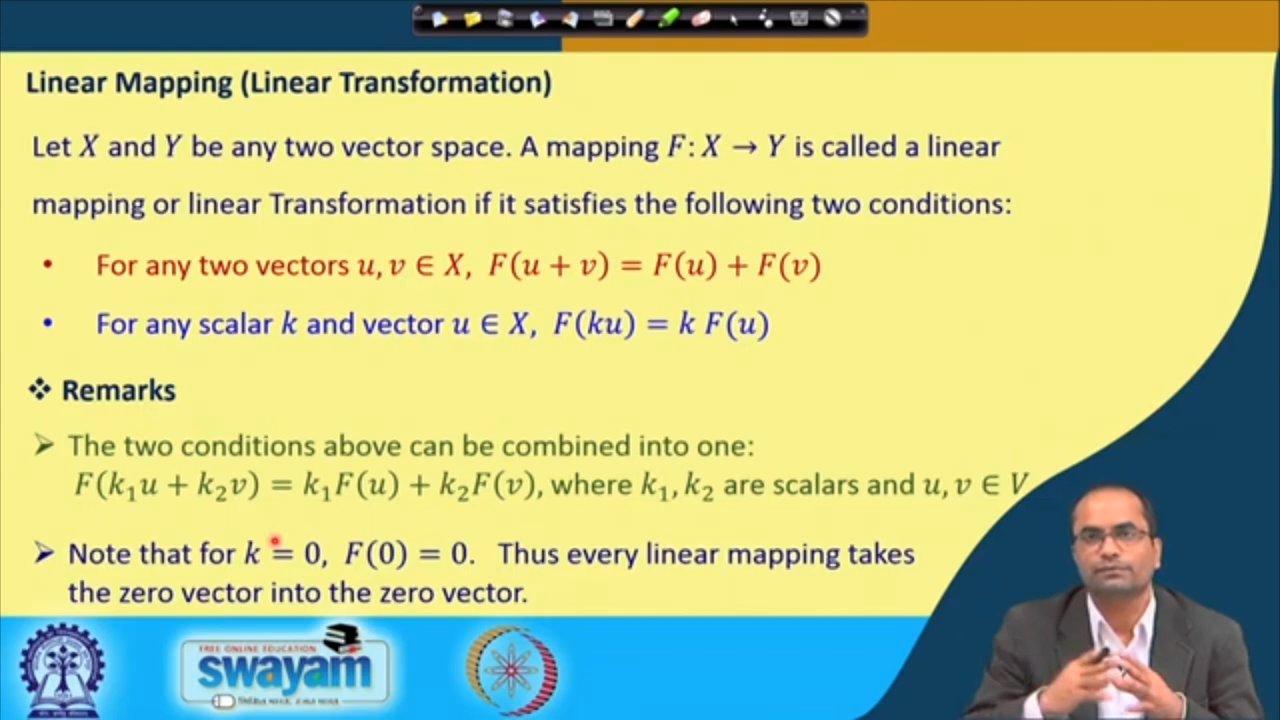 Linear Mapping (Linear Transformation)
Let X and Y be any two vector space. A mapping F: X → Y is called a linear
mapping or linear Transformation if it satisfies the following two conditions:
• For any two vectors u, v ∈ X, F(u + v) = F(u) + F(v)
• For any scalar k and vector u ∈ X, F(ku) = k F(u)
❖ Remarks
➢ The two conditions above can be combined into one:
F(k₁u + k₂v) = k₁F(u) + k₂F(v), where k₁, k₂ are scalars and u, v ∈ V
➢ Note that for k = 0, F(0) = 0. Thus every linear mapping takes
the zero vector into the zero vector.
FREE ONLINE EDUCATION
swayam